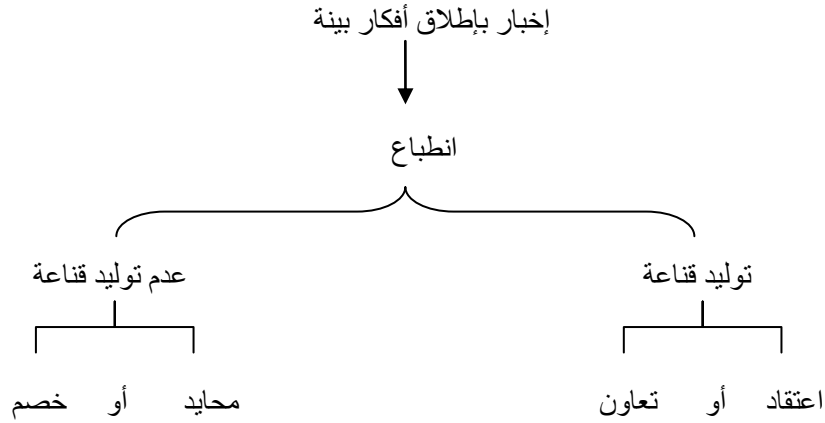 إخبار بإطلاق أفكار بينة
انطباع
توليد قناعة عدم توليد قناعة
اعتقاد أو تعاون محايد أو خصم